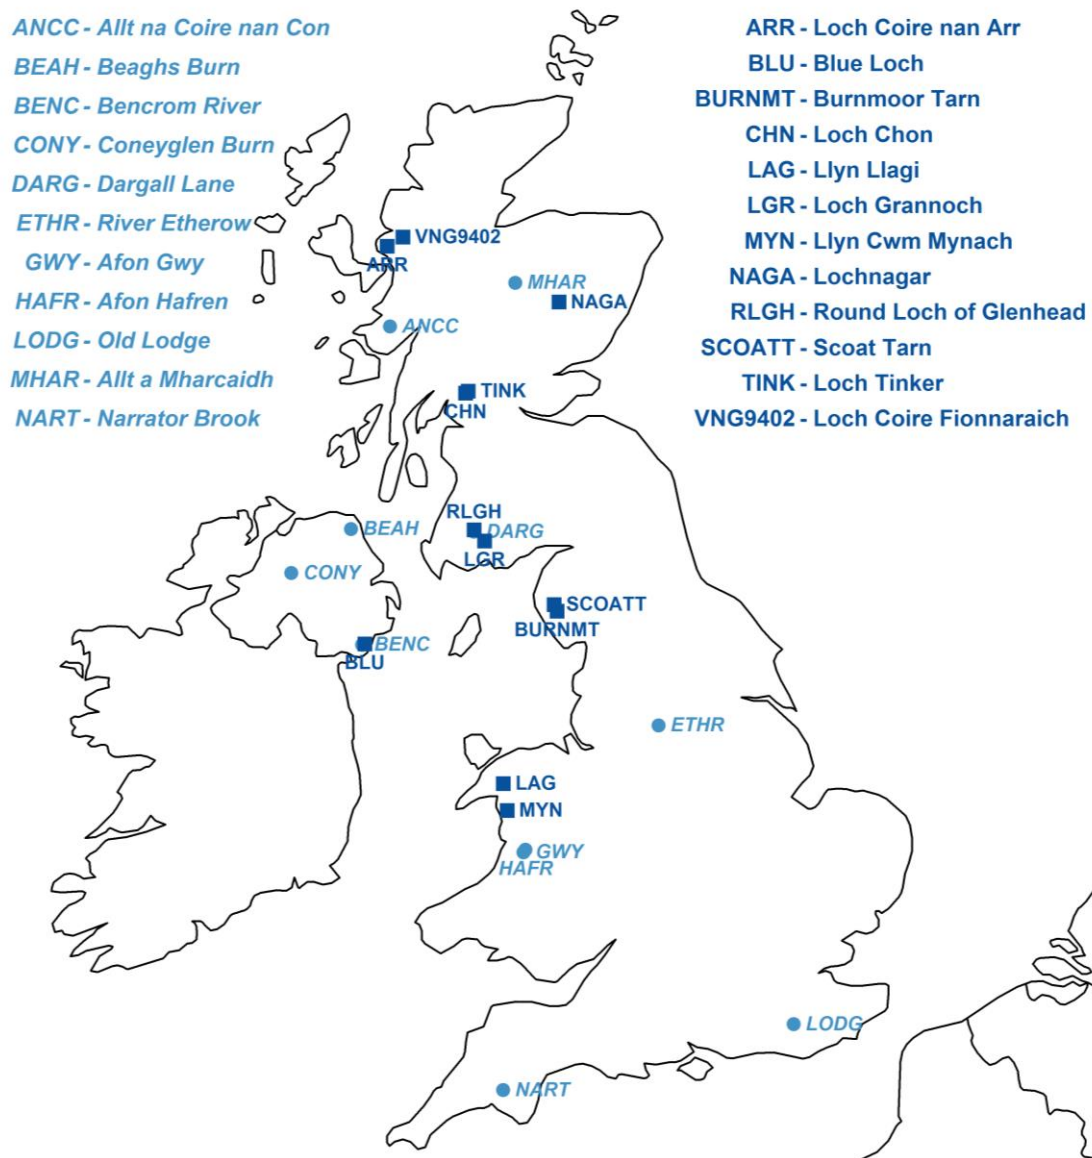 ANCC - Allt na Coire nan Con
BEAH - Beaghs Burn
BENC - Bencrom River
CONY - Coneyglen Burn
DARG - Dargall Lane
ETHR - River Etherow
GWY - Afon Gwy
HAFR - Afon Hafren
LODG - Old Lodge
MHAR - Allt a Mharcaidh
NART - Narrator Brook
ARR - Loch Coire nan Arr
BLU - Blue Loch
BURNMT - Burnmoor Tarn
CHN - Loch Chon
LAG - Llyn Llagi
LGR - Loch Grannoch
MYN - Llyn Cwm Mynach
NAGA - Lochnagar
RLGH - Round Loch of Glenhead
SCOATT - Scoat Tarn
TINK - Loch Tinker
VNG9402 - Loch Coire Fionnaraich
VNG9402
ARR
MHAR
NAGA
ANCC
TINK
CHN
RLGH
BEAH
DARG
LGR
CONY
SCOATT
BURNMT
BENC
BLU
ETHR
LAG
MYN
GWY
HAFR
LODG
NART